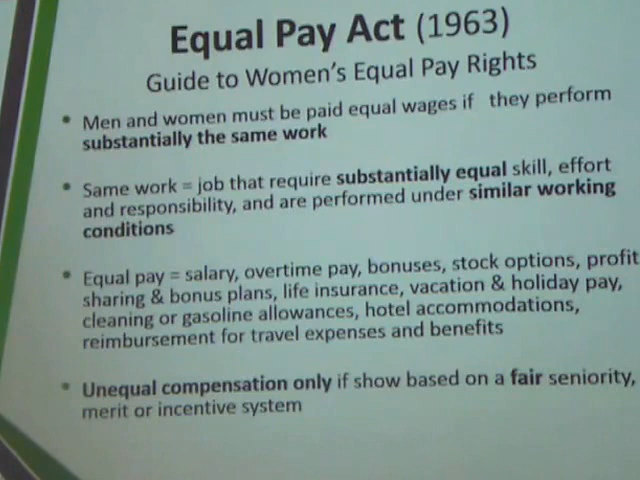 Equal Pay Act (1963)
Guide to Women's Equal Pay Rights
• Men and women must be paid equal wages if they perform
substantially the same work
• Same work = job that require substantially equal skill, effort
and responsibility, and are performed under similar working
conditions
• Equal pay = salary, overtime pay, bonuses, stock options, profit
sharing & bonus plans, life insurance, vacation & holiday pay,
cleaning or gasoline allowances, hotel accommodations,
reimbursement for travel expenses and benefits
• Unequal compensation only if show based on a fair seniority,
merit or incentive system